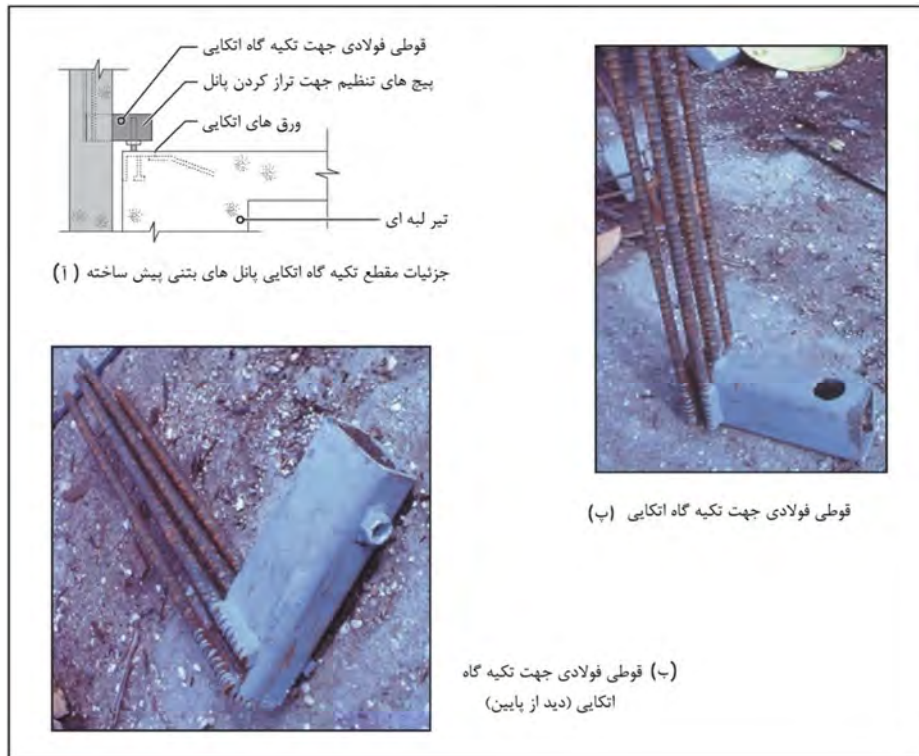 قوطی فولادی جهت تکیه گاه اتکایی
پیچ های تنظیم جهت تراز کردن پانل
ورق های اتکایی
تیر لبه ای
جزئیات مقطع تکیه گاه اتکایی پانل های بتنی پیش ساخته (آ)
قوطی فولادی جهت تکیه گاه اتکایی (پ)
(ب) قوطی فولادی جهت تکیه گاه
اتکایی (دید از پایین)